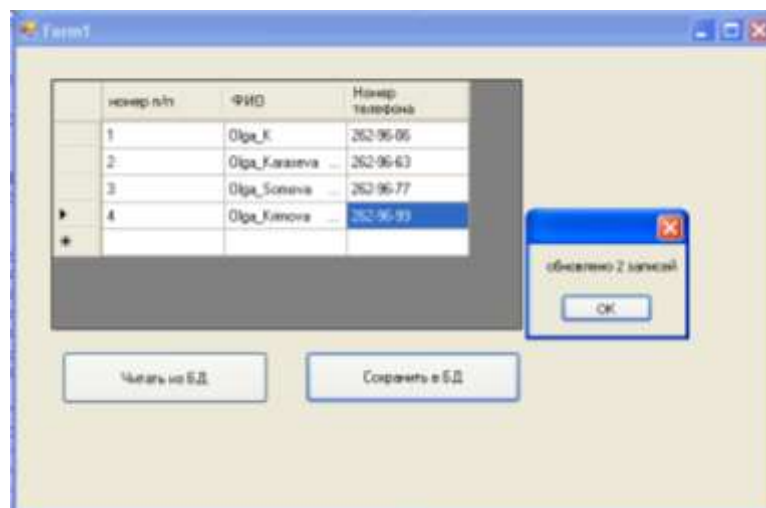 Form1
номер п/п ФИО Номер телефона
1 Olga_K 262-96-06
2 Olga_Karaseva ... 262-96-63
3 Olga_Somova ... 262-96-77
4 Olga_Krimova ... 262-96-99
обновлено 2 записей
OK
Читать из БД
Сохранить в БД